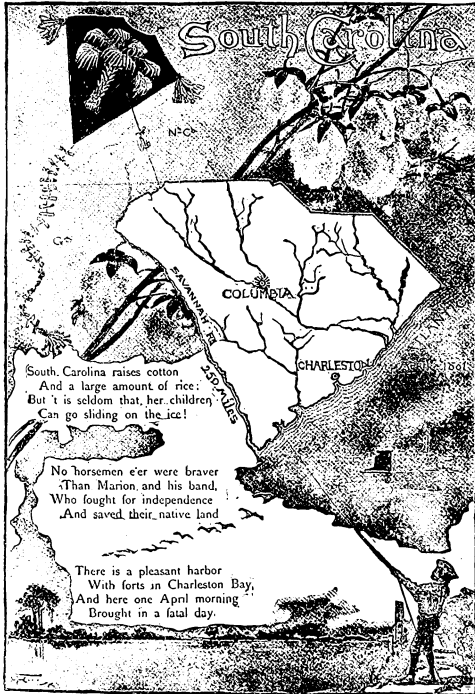 South Carolina
N.C.
Ga.
SAVANNAH R.
250 MILES
COLUMBIA
CHARLESTON
South Carolina raises cotton
And a large amount of rice;
But 't is seldom that her children
Can go sliding on the ice!
No horsemen e'er were braver
Than Marion and his band,
Who fought for independence
And saved their native land
There is a pleasant harbor
With forts in Charleston Bay,
And here one April morning
Brought in a fatal day.